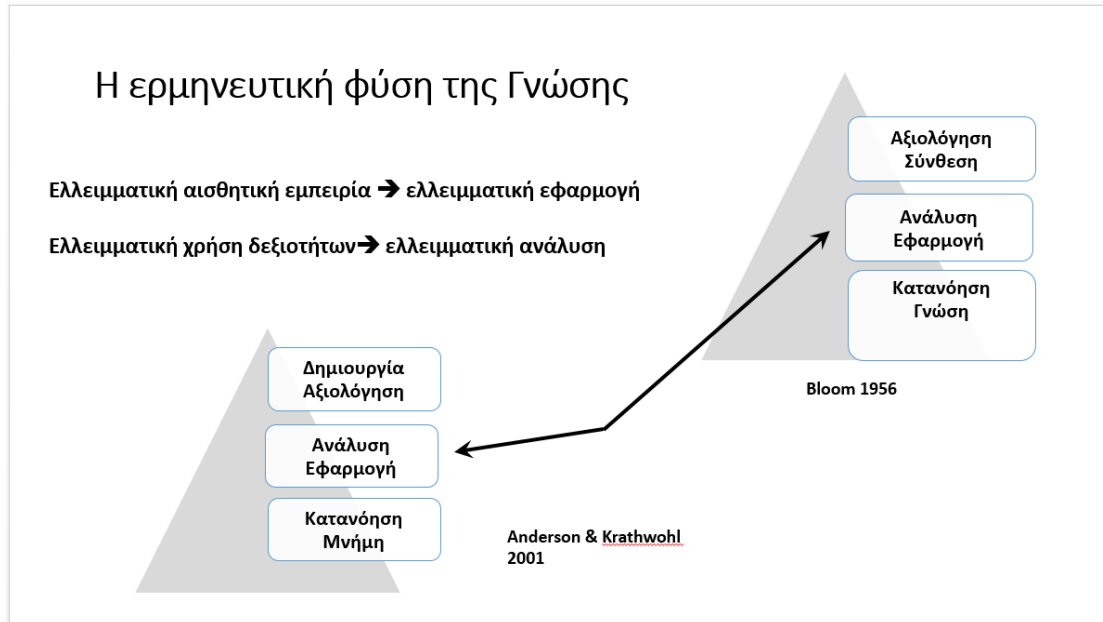 Η ερμηνευτική φύση της Γνώσης
Ελλειμματική αισθητική εμπειρία → ελλειμματική εφαρμογή
Ελλειμματική χρήση δεξιοτήτων→ ελλειμματική ανάλυση
Αξιολόγηση
Σύνθεση
Ανάλυση
Εφαρμογή
Κατανόηση
Γνώση
Bloom 1956
Δημιουργία
Αξιολόγηση
Ανάλυση
Εφαρμογή
Κατανόηση
Μνήμη
Anderson & Krathwohl
2001